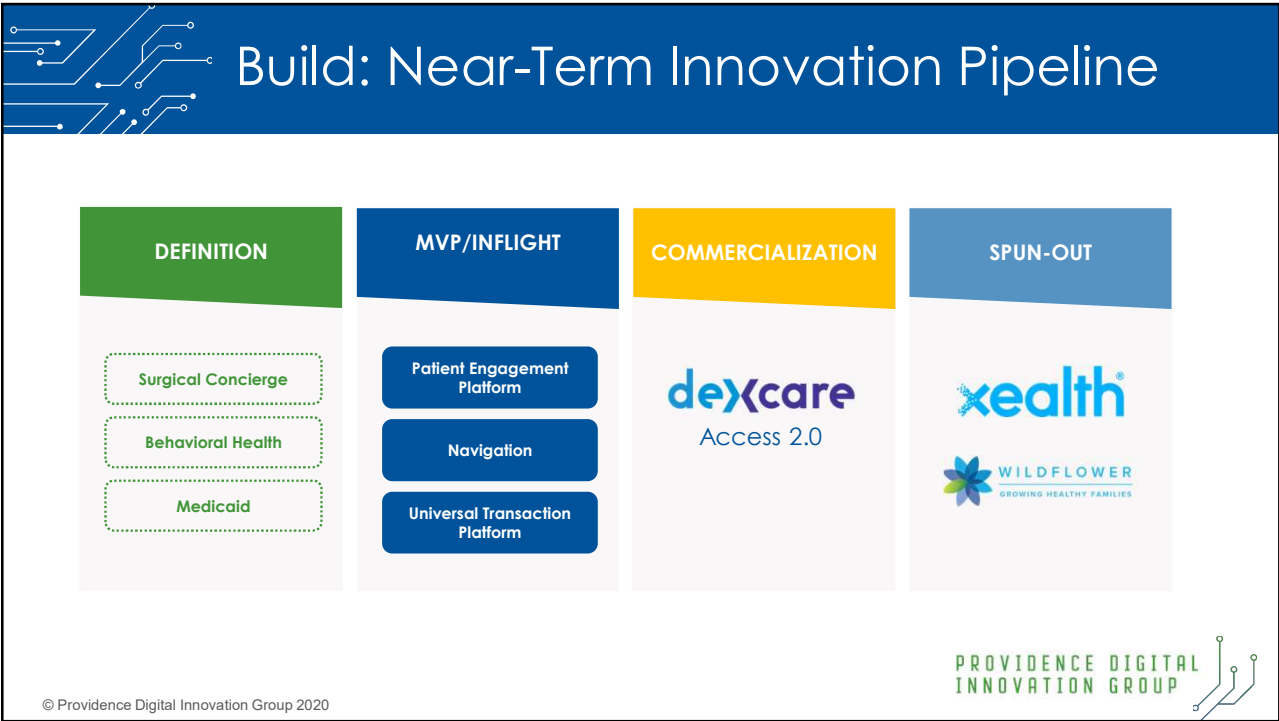 Build: Near-Term Innovation Pipeline
DEFINITION
Surgical Concierge
Behavioral Health
Medicaid
MVP/INFLIGHT
Patient Engagement
Platform
Navigation
Universal Transaction
Platform
COMMERCIALIZATION
dexcare
Access 2.0
SPUN-OUT
xealth®
WILDFLOWER
GROWING HEALTHY FAMILIES
PROVIDENCE DIGITAL
INNOVATION GROUP
© Providence Digital Innovation Group 2020